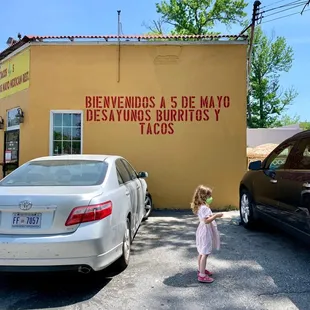 BIENVENIDOS A 5 DE MAYO
DESAYUNOS BURRITOS Y
TACOS